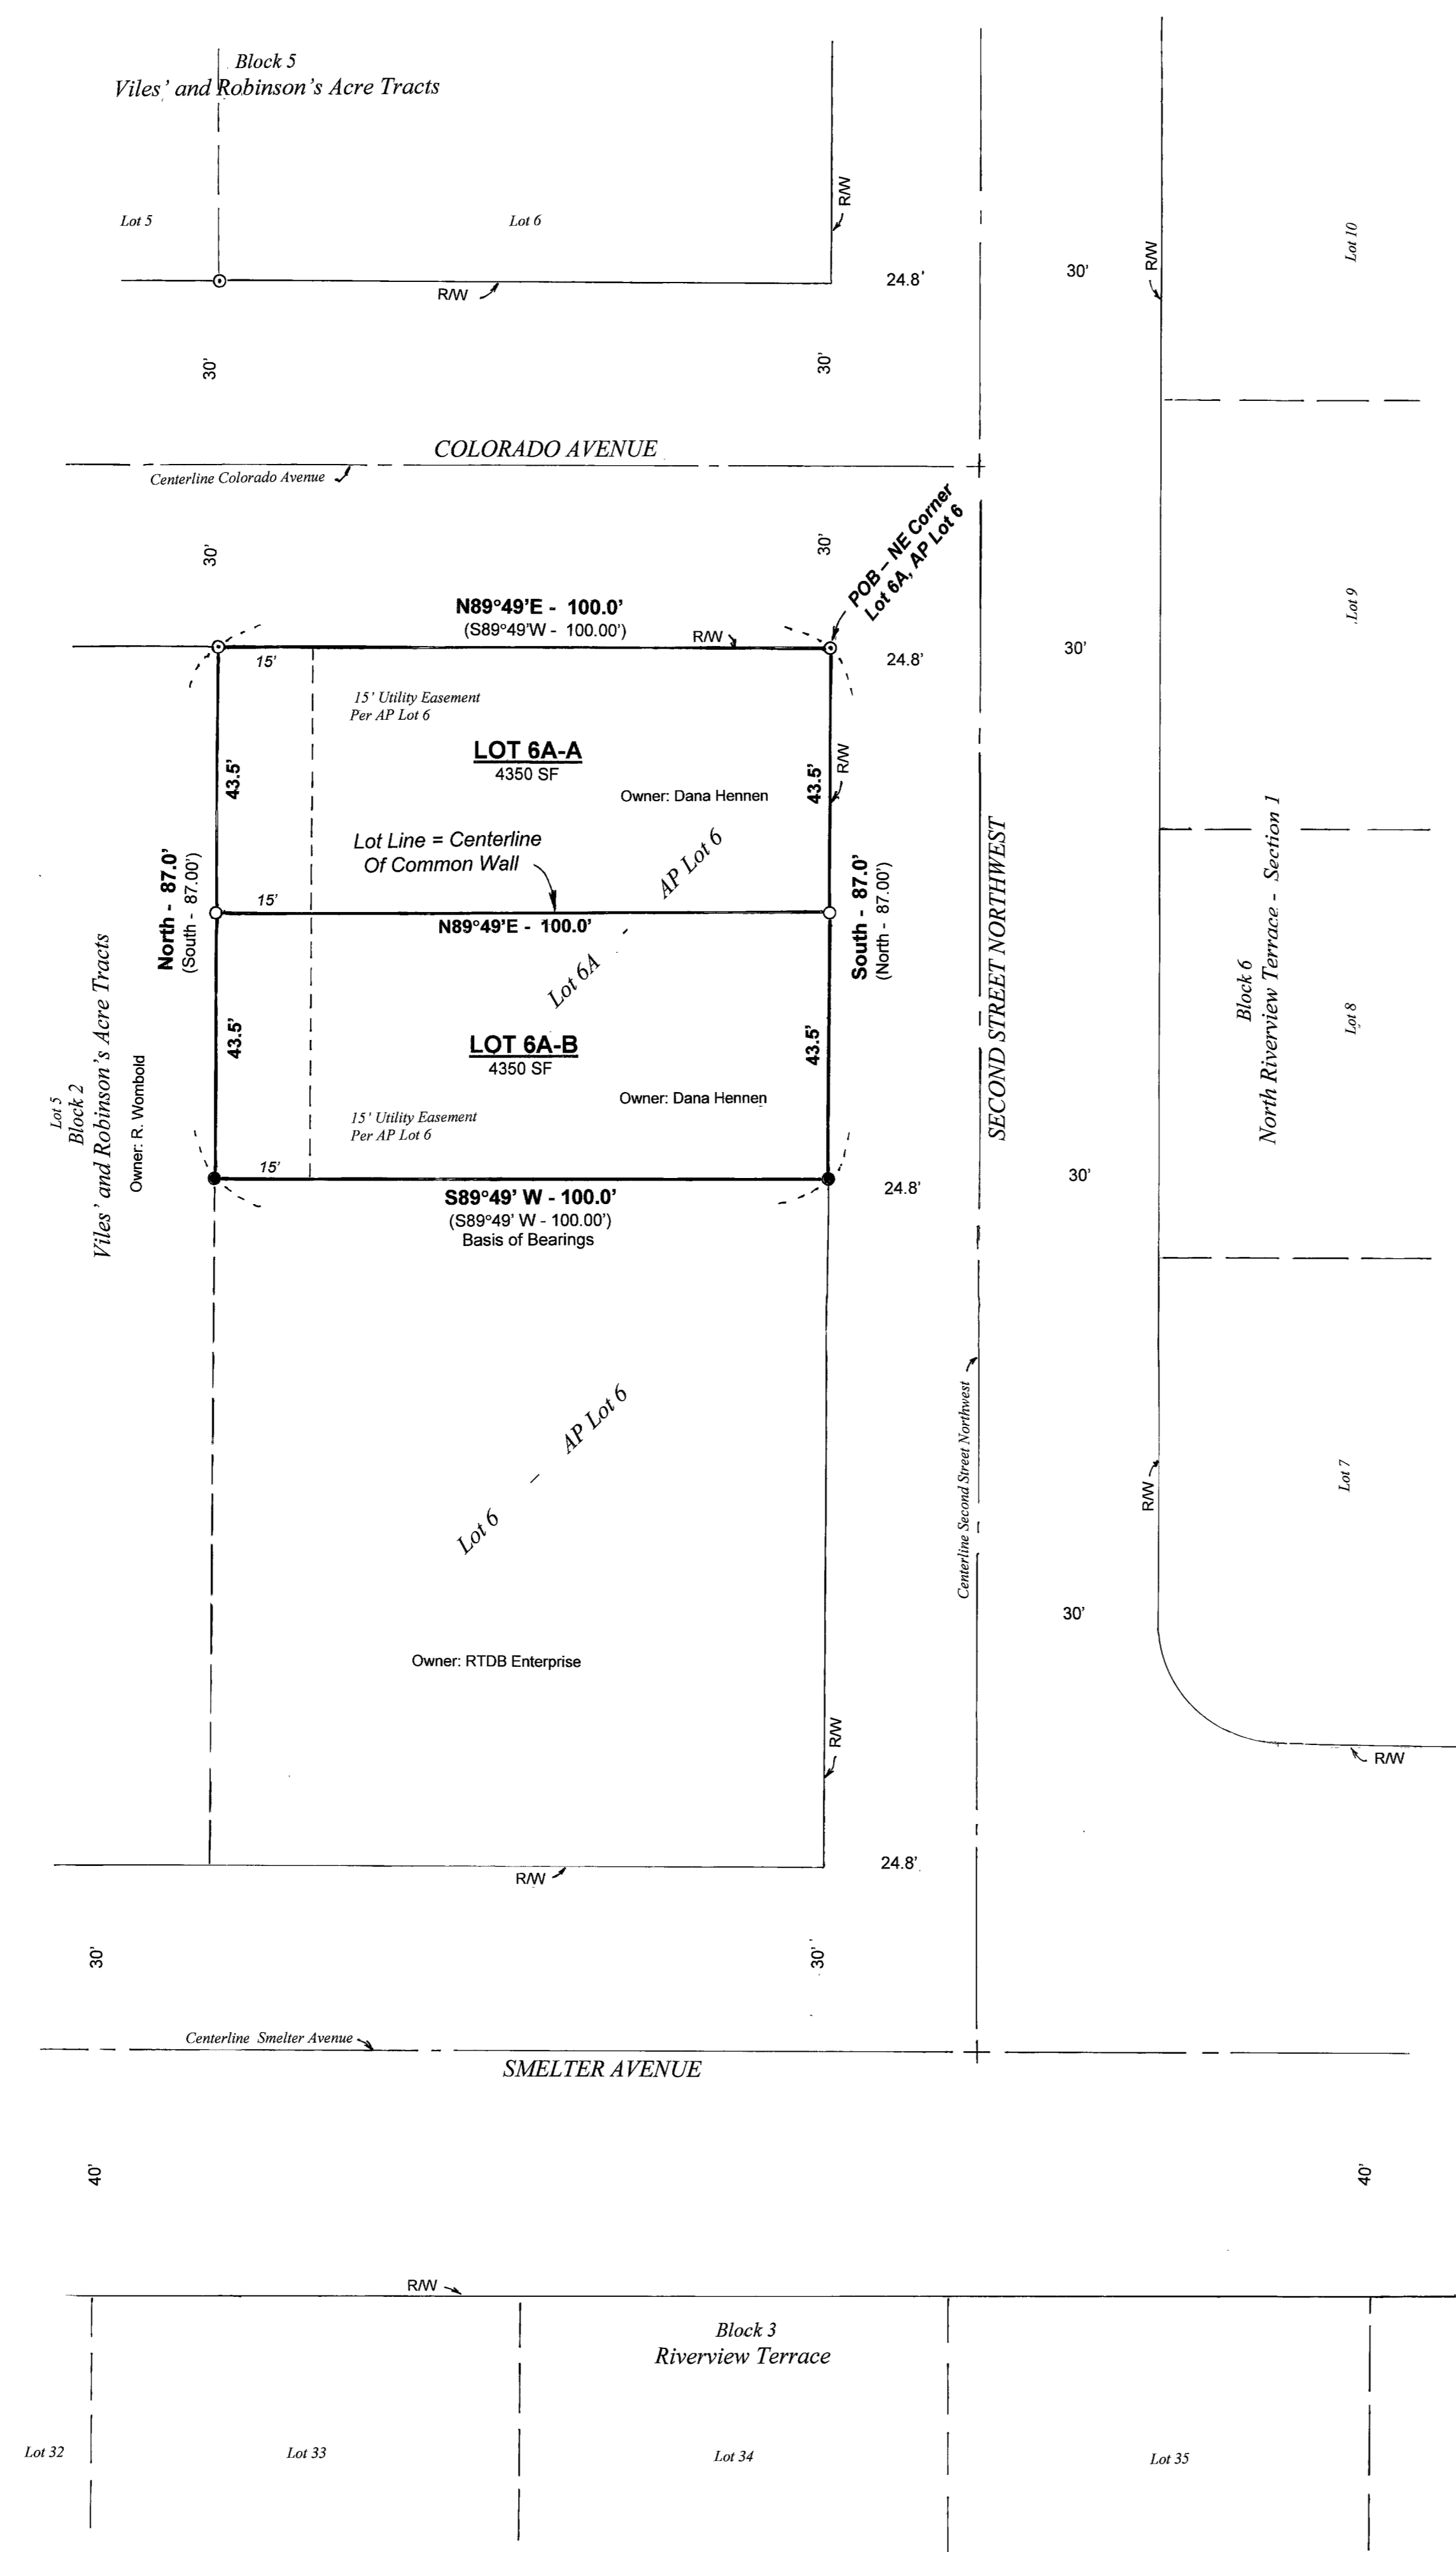 Block 5
Viles' and Robinson's Acre Tracts
R/W
Lot 5
Lot 6
Lot 10
R/W
24.8'
30'
R/W
30'
30'
COLORADO AVENUE
Centerline Colorado Avenue
POB – NE Corner
Lot 6A, AP Lot 6
30'
30'
N89°49'E - 100.0'
(S89°49'W - 100.00')
R/W
Lot 9
15'
24.8'
30'
15' Utility Easement
Per AP Lot 6
LOT 6A-A
4350 SF
R/W
43.5'
43.5'
Owner: Dana Hennen
Lot Line = Centerline
Of Common Wall
AP Lot 6
North - 87.0'
(South - 87.00')
South - 87.0'
(North - 87.00')
SECOND STREET NORTHWEST
Block 6
North Riverview Terrace - Section 1
15'
N89°49'E - 100.0'
Lot 6A -
Lot 8
43.5'
43.5'
LOT 6A-B
4350 SF
Owner: Dana Hennen
Lot 5
Block 2
Viles' and Robinson's Acre Tracts
Owner: R. Wombold
15' Utility Easement
Per AP Lot 6
15'
24.8'
30'
S89°49' W - 100.0'
(S89°49' W - 100.00')
Basis of Bearings
Lot 6 – AP Lot 6
Centerline Second Street Northwest
R/W
Lot 7
30'
Owner: RTDB Enterprise
R/W
R/W
24.8'
R/W
30'
30'
Centerline Smelter Avenue
SMELTER AVENUE
40'
40'
R/W
Block 3
Riverview Terrace
Lot 32
Lot 33
Lot 34
Lot 35